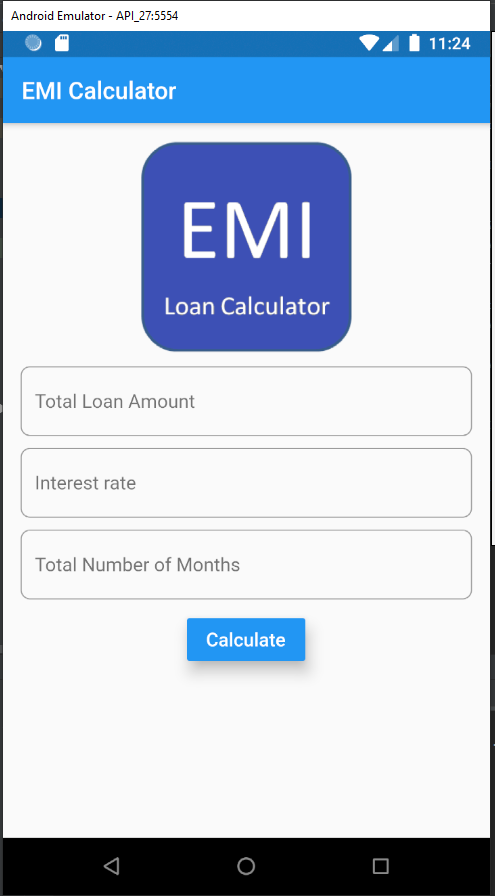 Android Emulator - API_27:5554
11:24
EMI Calculator
EMI
Loan Calculator
Total Loan Amount
Interest rate
Total Number of Months
Calculate